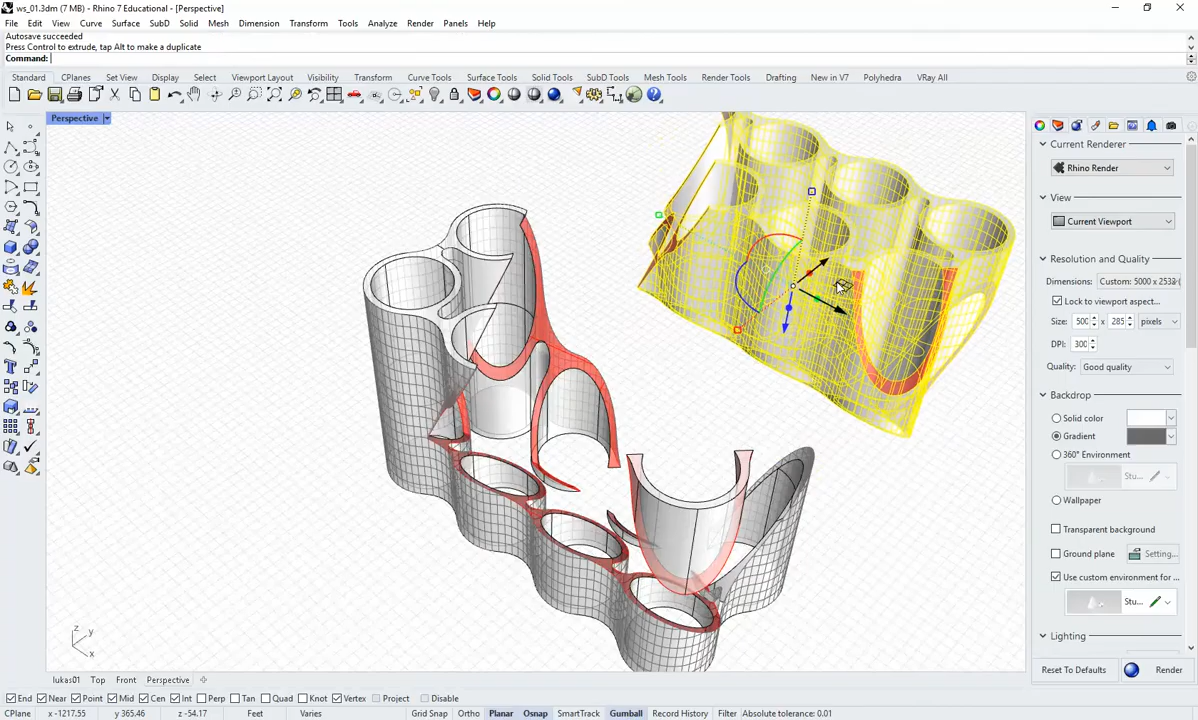 ws_01.3dm (7 MB) - Rhino 7 Educational - [Perspective]
File Edit View Curve Surface SubD Solid Mesh Dimension Transform Tools Analyze Render Panels Help
Autosave succeeded
Press Control to extrude, tap Alt to make a duplicate
Command:
Standard CPlanes Set View Display Select Viewport Layout Visibility Transform Curve Tools Surface Tools Solid Tools SubD Tools Mesh Tools Render Tools Drafting New in V7 Polyhedra VRay All
Perspective
Current Renderer
Rhino Render
View
Current Viewport
Resolution and Quality
Dimensions: Custom: 5000 x 2532
Lock to viewport aspect...
Size: 500 x 285 pixels
DPI: 300
Quality: Good quality
Backdrop
Solid color
Gradient
360° Environment
Stu...
Wallpaper
Transparent background
Ground plane Setting...
Use custom environment for ...
Stu...
Lighting
Reset To Defaults Render
z
y
x
lukas01 Top Front Perspective
End Near Point Mid Cen Int Perp Tan Quad Knot Vertex Project Disable
CPlane x -1217.55 y 365.46 z -54.17 Feet Varies Grid Snap Ortho Planar Osnap SmartTrack Gumball Record History Filter Absolute tolerance: 0.01